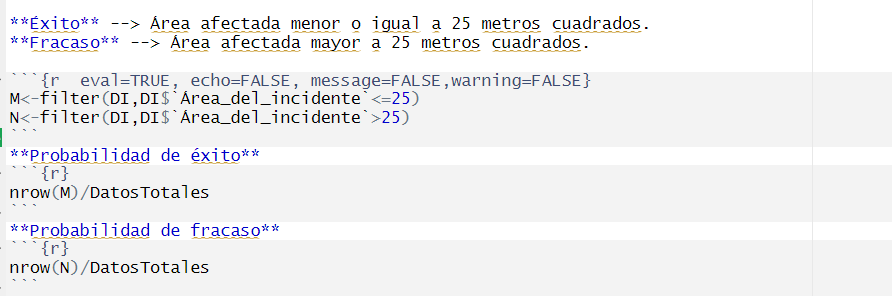 **Éxito** --> Área afectada menor o igual a 25 metros cuadrados.
**Fracaso** --> Área afectada mayor a 25 metros cuadrados.
```{r  eval=TRUE, echo=FALSE, message=FALSE,warning=FALSE}
M<-filter(DI,DI$`Área_del_incidente`<=25)
N<-filter(DI,DI$`Área_del_incidente`>25)
```
**Probabilidad de éxito**
```{r}
nrow(M)/DatosTotales
```
**Probabilidad de fracaso**
```{r}
nrow(N)/DatosTotales
```